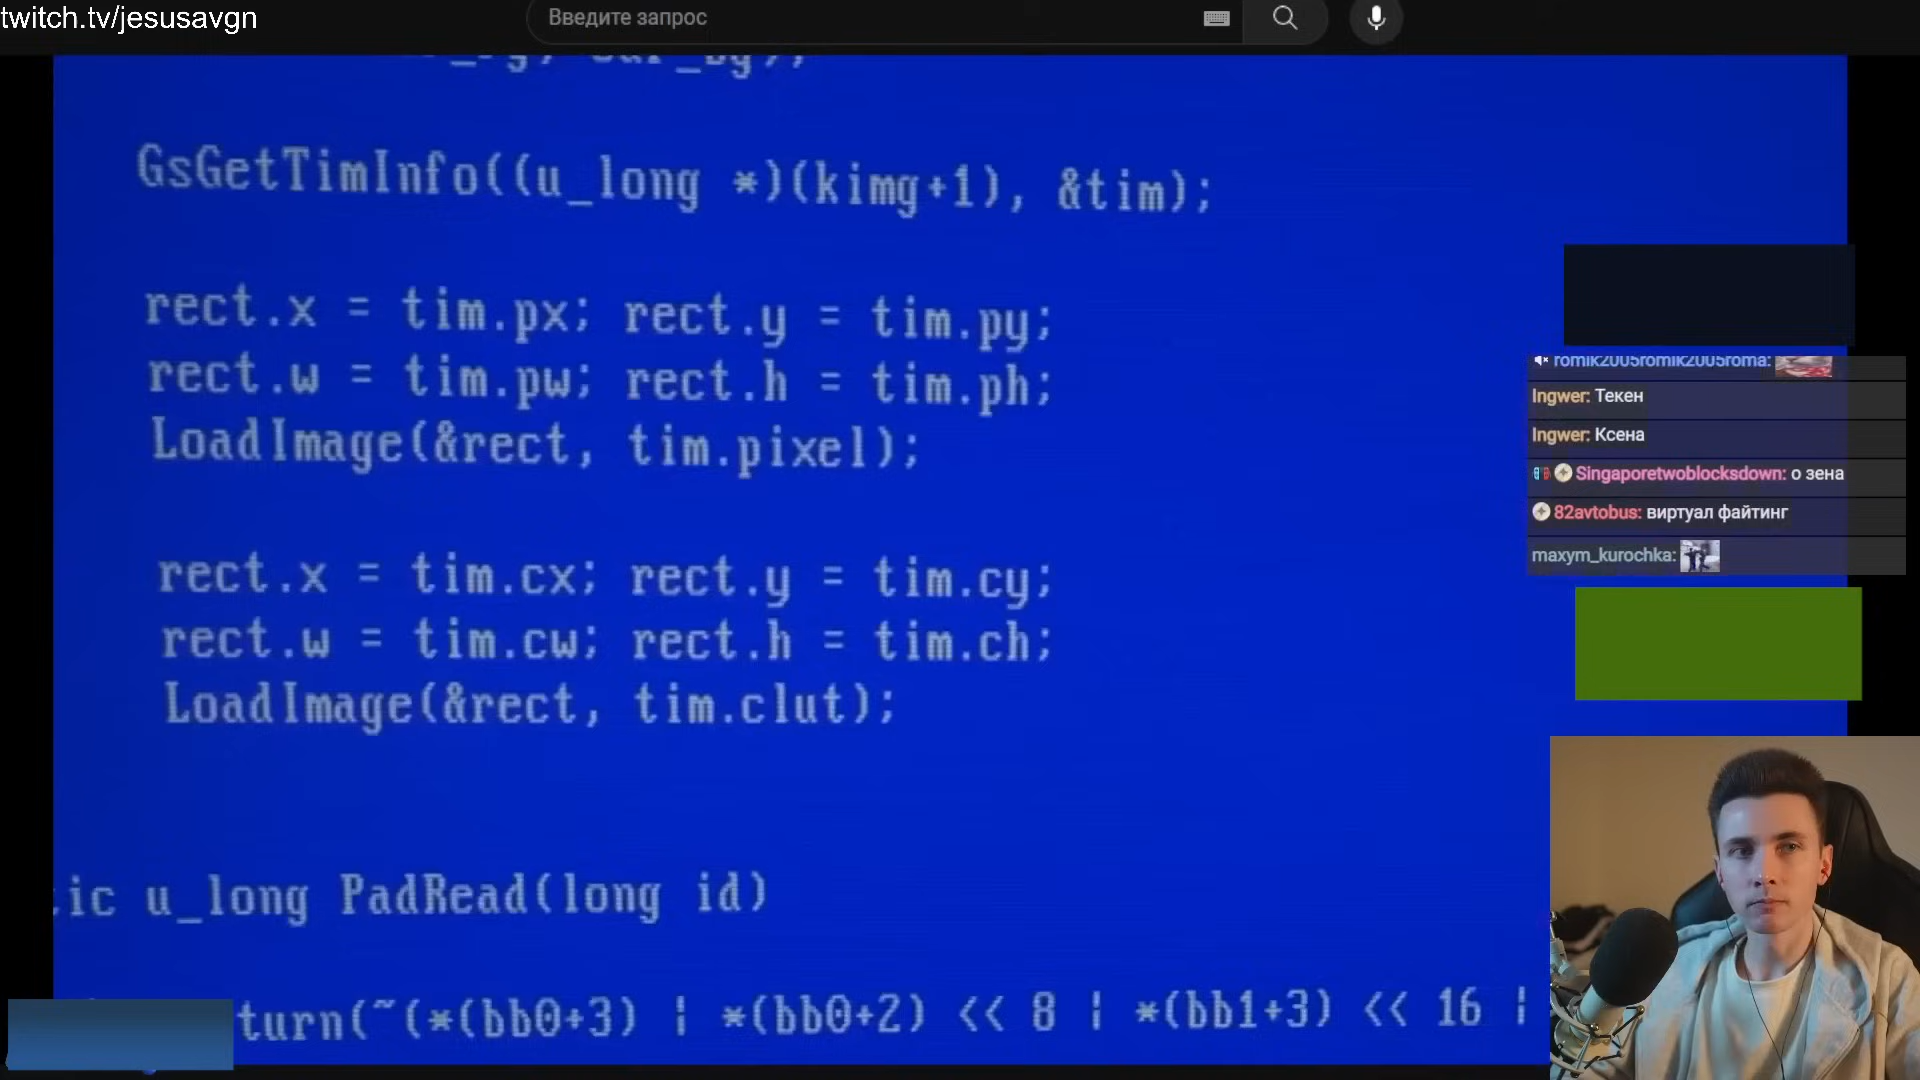 twitch.tv/jesusavgn
Введите запрос
GsGetTimInfo((u_long *)(kimg+1), &tim);
rect.x = tim.px; rect.y = tim.py;
rect.w = tim.pw; rect.h = tim.ph;
LoadImage(&rect, tim.pixel);
rect.x = tim.cx; rect.y = tim.cy;
rect.w = tim.cw; rect.h = tim.ch;
LoadImage(&rect, tim.clut);
ic u_long PadRead(long id)
turn(~(*(bb0+3) | *(bb0+2) << 8 | *(bb1+3) << 16 |
romik2005romik2005roma:
Ingwer: Текен
Ingwer: Ксена
Singaporetwoblocksdown: о зена
82avtobus: виртуал файтинг
maxym_kurochka: